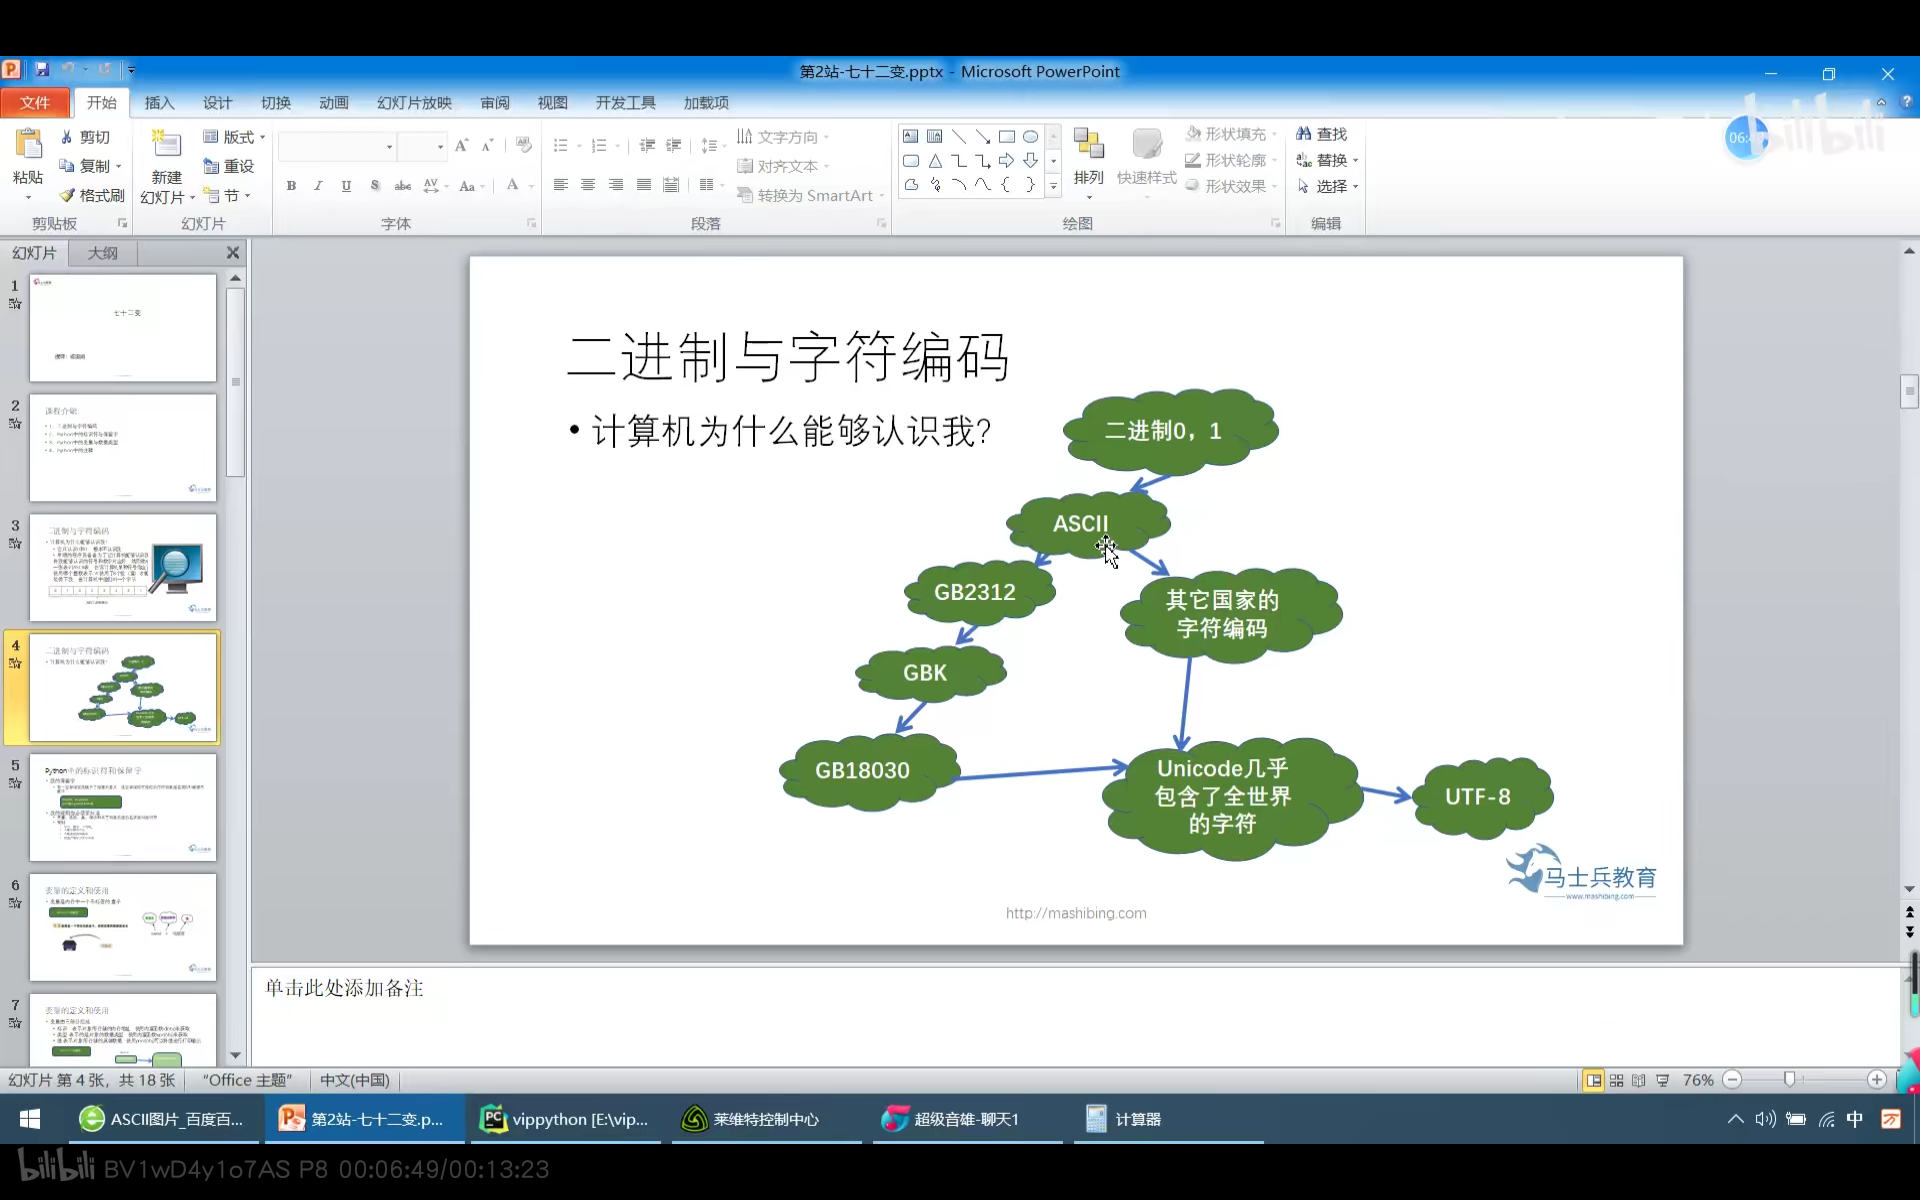 第2站-七十二变.pptx - Microsoft PowerPoint
文件 开始 插入 设计 切换 动画 幻灯片放映 审阅 视图 开发工具 加载项
bilibili
粘贴 剪切 复制 格式刷
剪贴板
新建 幻灯片 版式 重设 节
幻灯片
字体
文字方向
对齐文本
转换为 SmartArt
段落
排列 快速样式 形状填充 形状轮廓 形状效果
绘图
查找
替换
选择
编辑
幻灯片 大纲
1
七十二变
2
课程介绍
3
二进制与字符编码
4
二进制与字符编码
5
Python中的标识符和保留字
6
变量的定义和使用
7
变量的定义和使用
二进制与字符编码
• 计算机为什么能够认识我?
二进制0，1
ASCII
GB2312
其它国家的
字符编码
GBK
GB18030
Unicode几乎
包含了全世界
的字符
UTF-8
马士兵教育
www.mashibing.com
http://mashibing.com
单击此处添加备注
幻灯片 第 4 张，共 18 张 "Office 主题" 中文(中国) 76%
ASCII图片_百度百... 第2站-七十二变.p... vippython [E:\vip... 莱维特控制中心 超级音雄-聊天1 计算器 中
bilibili BV1wD4y1o7AS P8 00:06:49/00:13:23